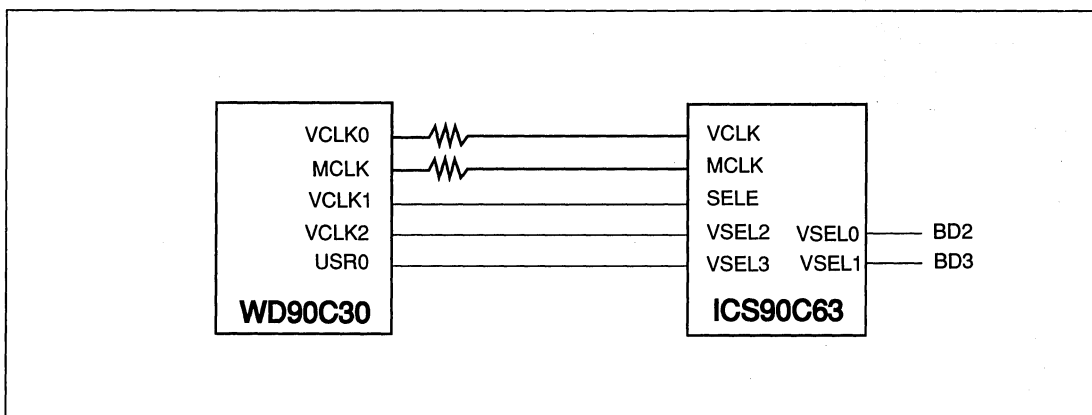 VCLK0 VCLK
MCLK MCLK
VCLK1 SELE
VCLK2 VSEL2 VSEL0 BD2
USR0 VSEL3 VSEL1 BD3
WD90C30 ICS90C63